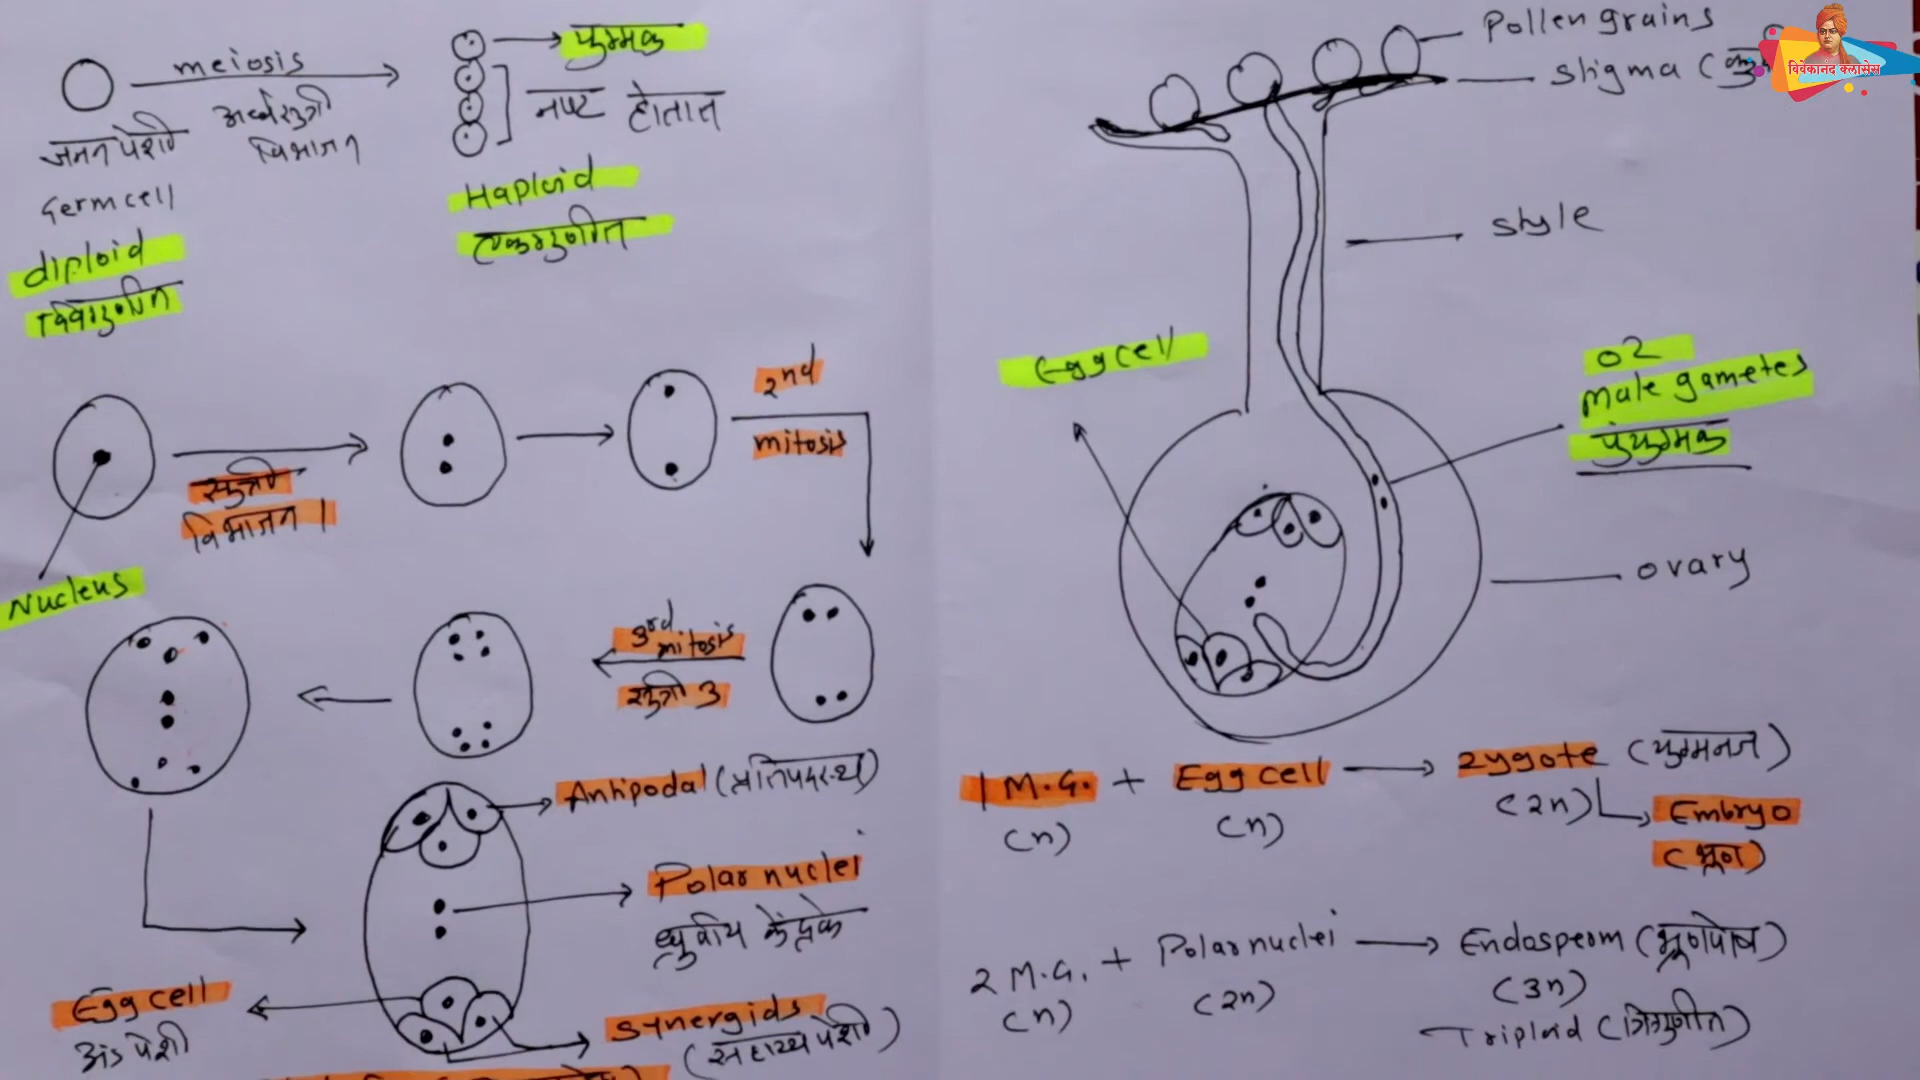 meiosis
जनन पेशी
अर्धसूत्री
विभाजन
Germ cell
diploid
द्विगुणित
युग्मक
नष्ट होतात
Haploid
एकगुणीत
सूत्री
विभाजन 1
2nd
mitosis
Nucleus
3rd
mitosis
सूत्री 3
Antipodal (प्रतिपदस्थ)
Polar nuclei
ध्रुवीय केंद्रके
Egg cell
अंड पेशी
Synergids
(सहाय्य पेशी)
Pollen grains
stigma (
विवेकानंद क्लासेस
style
Egg cell
02
male gametes
पुंयुग्मक
ovary
1 M.G. + Egg cell → zygote (युग्मनज)
(n) (n) (2n) Embryo
(भ्रूण)
2 M.G. + Polar nuclei → Endosperm (भ्रूणपोष)
(n) (2n) (3n)
Triploid (त्रिगुणीत)